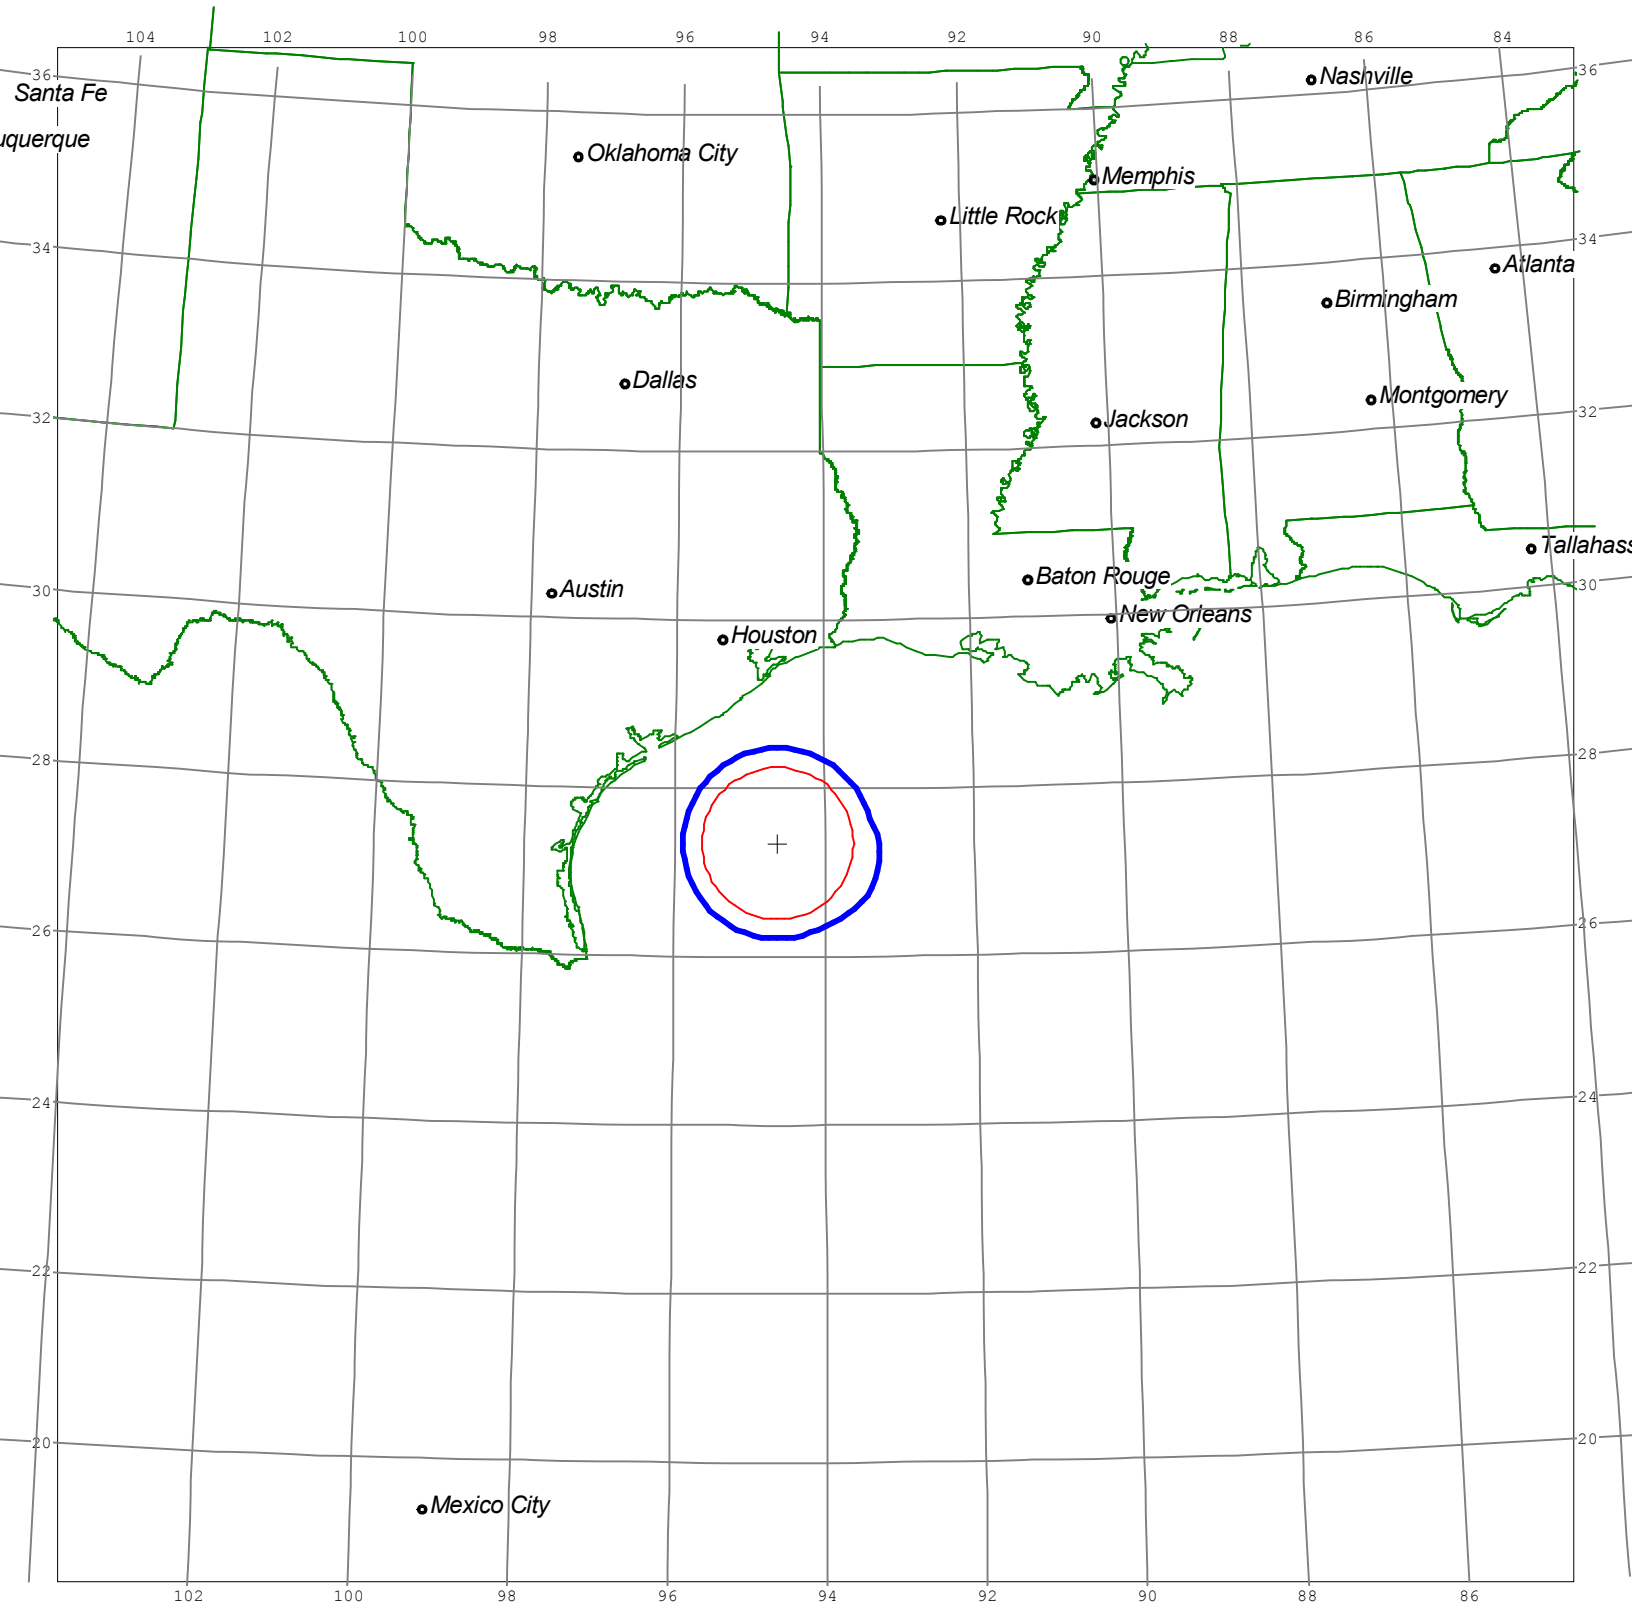 104 102 100 98 96 94 92 90 88 86 84
36 Nashville 36
Santa Fe
uquerque
Oklahoma City
Memphis
Little Rock
34 34
Atlanta
Birmingham
Dallas
Montgomery
32 Jackson 32
Tallahass
Baton Rouge
30 Austin 30
New Orleans
Houston
28 28
26 26
24 24
22 22
20 20
Mexico City
102 100 98 96 94 92 90 88 86